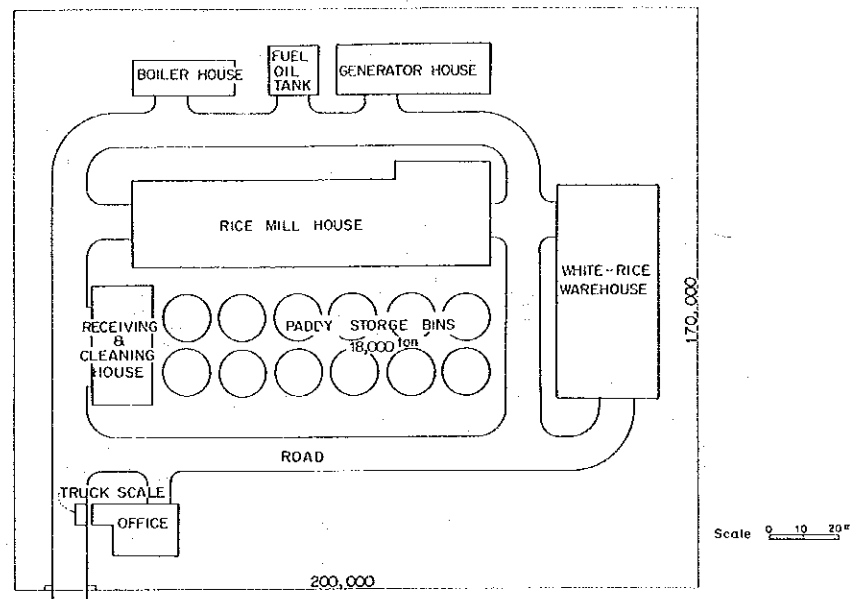 BOILER HOUSE
FUEL
OIL
TANK
GENERATOR HOUSE
RICE MILL HOUSE
WHITE-RICE
WAREHOUSE
170,000
RECEIVING
&
CLEANING
HOUSE
PADDY STORGE BINS
18,000 ton
ROAD
TRUCK SCALE
OFFICE
Scale 0 10 20 m
200,000